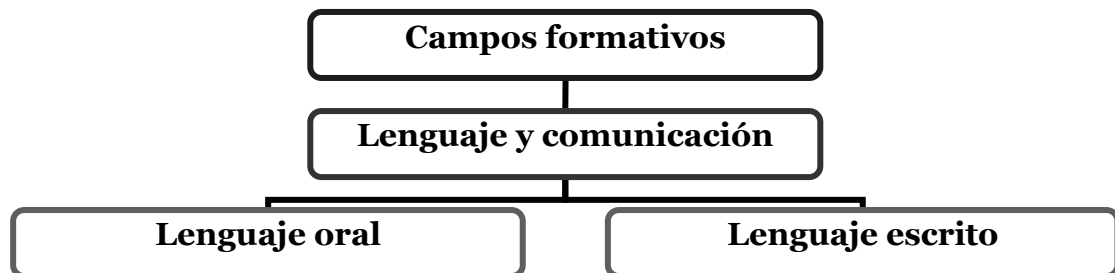 Campos formativos
Lenguaje y comunicación
Lenguaje oral
Lenguaje escrito